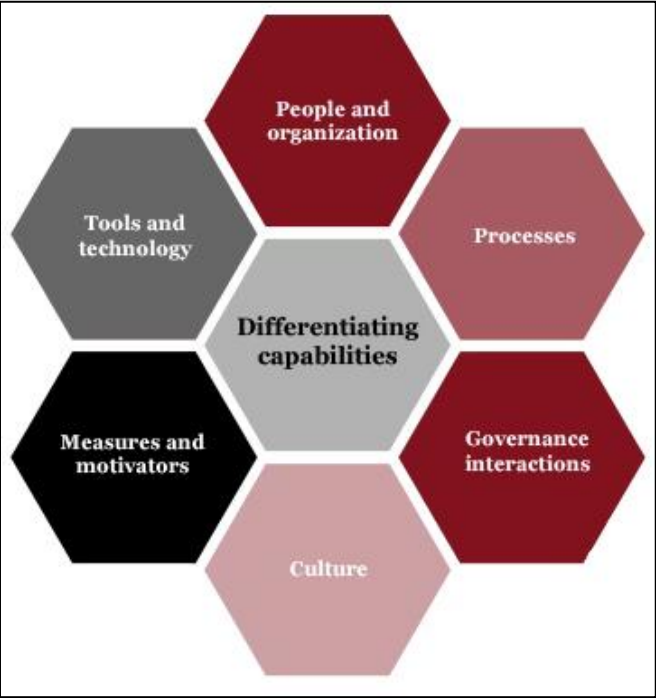 People and
organization
Tools and
technology
Processes
Differentiating
capabilities
Measures and
motivators
Governance
interactions
Culture